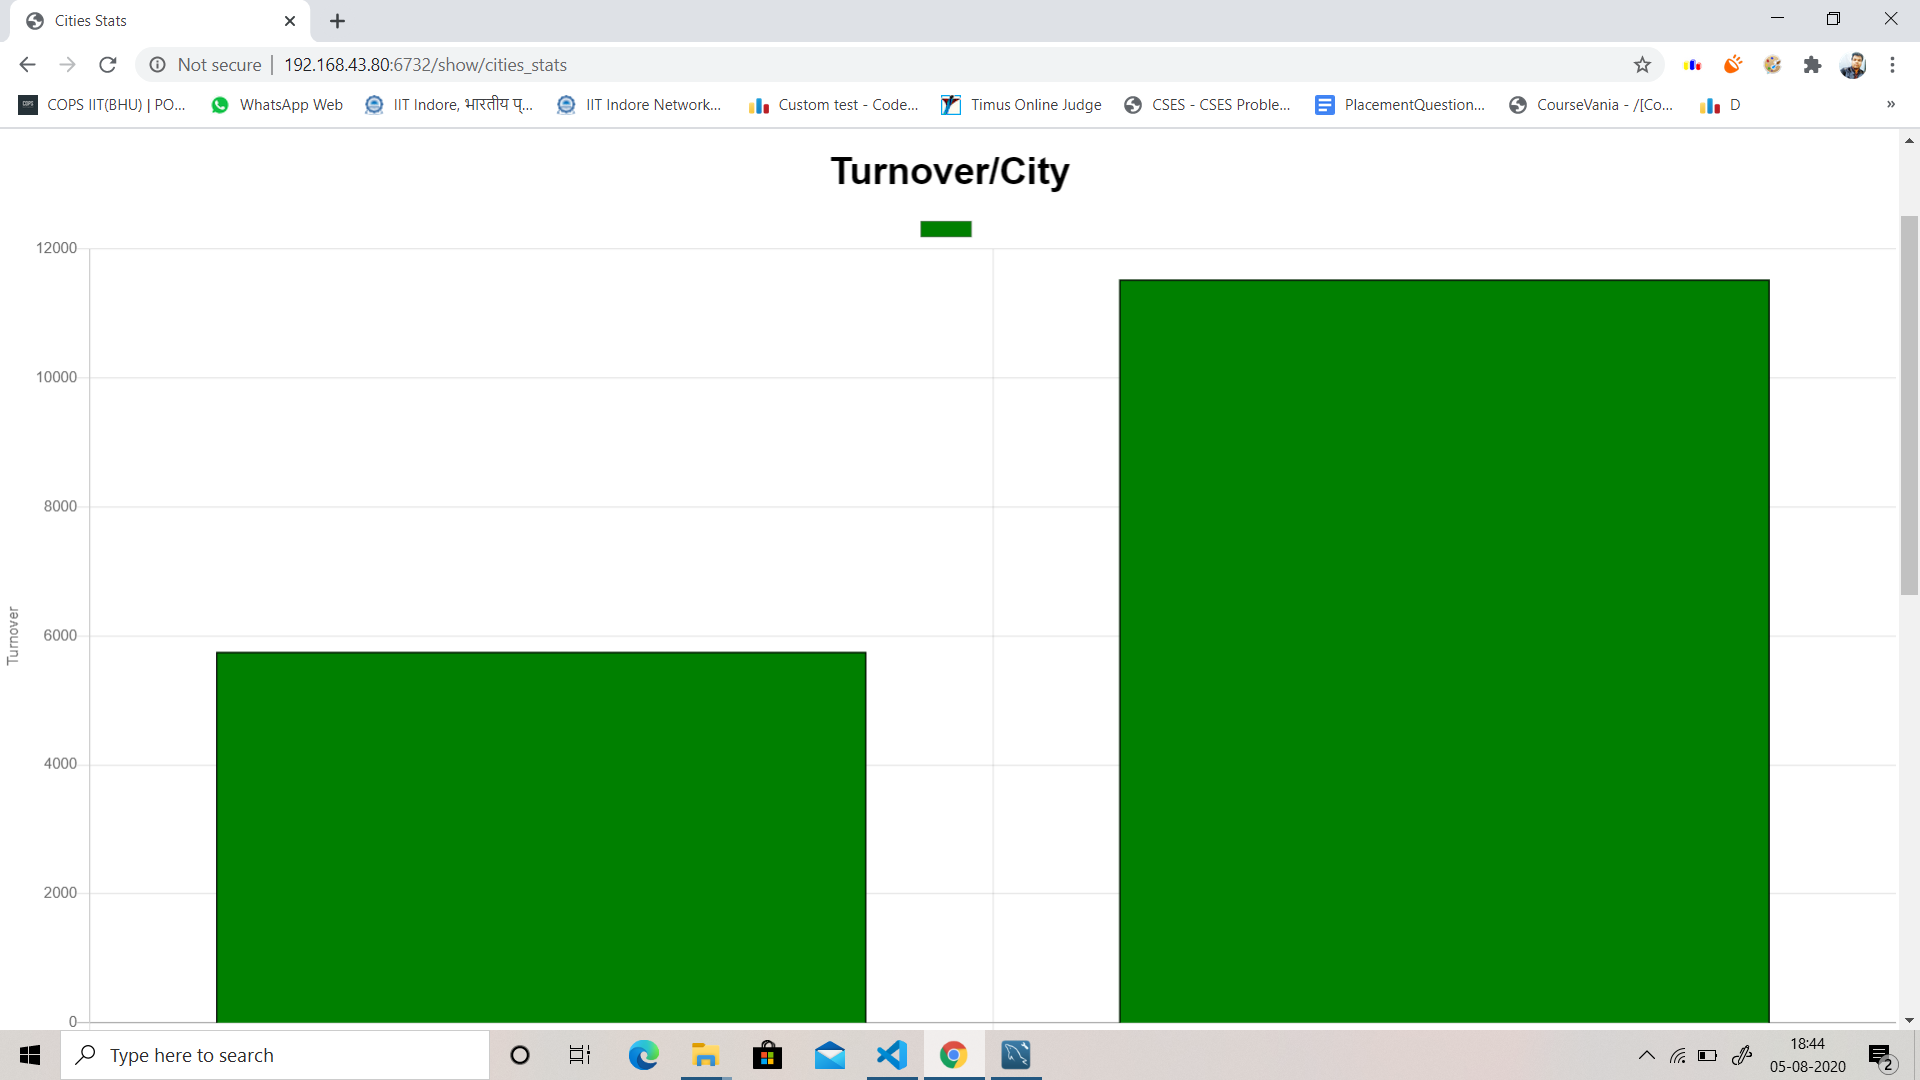 Cities Stats
Not secure | 192.168.43.80:6732/show/cities_stats
COPS IIT(BHU) | PO... WhatsApp Web IIT Indore, भारतीय प्... IIT Indore Network... Custom test - Code... Timus Online Judge CSES - CSES Proble... PlacementQuestion... CourseVania - /[Co... D »
Turnover/City
12000
10000
8000
6000
4000
2000
0
Turnover
Type here to search
18:44
05-08-2020
2